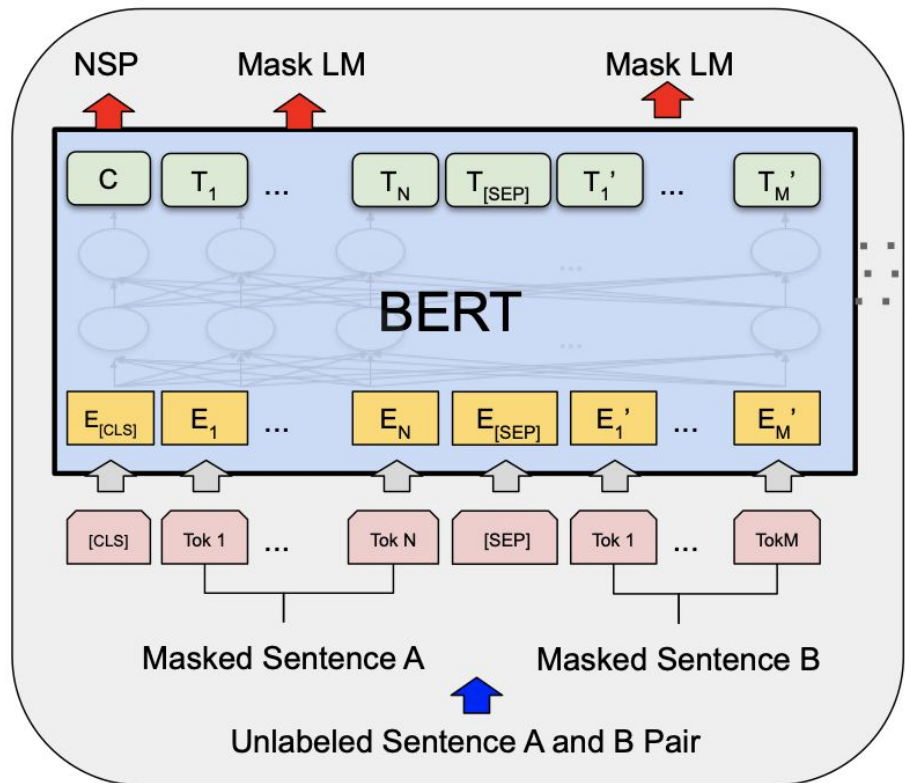 NSP Mask LM Mask LM
C T1 ... TN T[SEP] T1' ... TM'
...
BERT
...
E[CLS] E1 ... EN E[SEP] E1' ... EM'
[CLS] Tok 1 ... Tok N [SEP] Tok 1 ... TokM
Masked Sentence A Masked Sentence B
Unlabeled Sentence A and B Pair